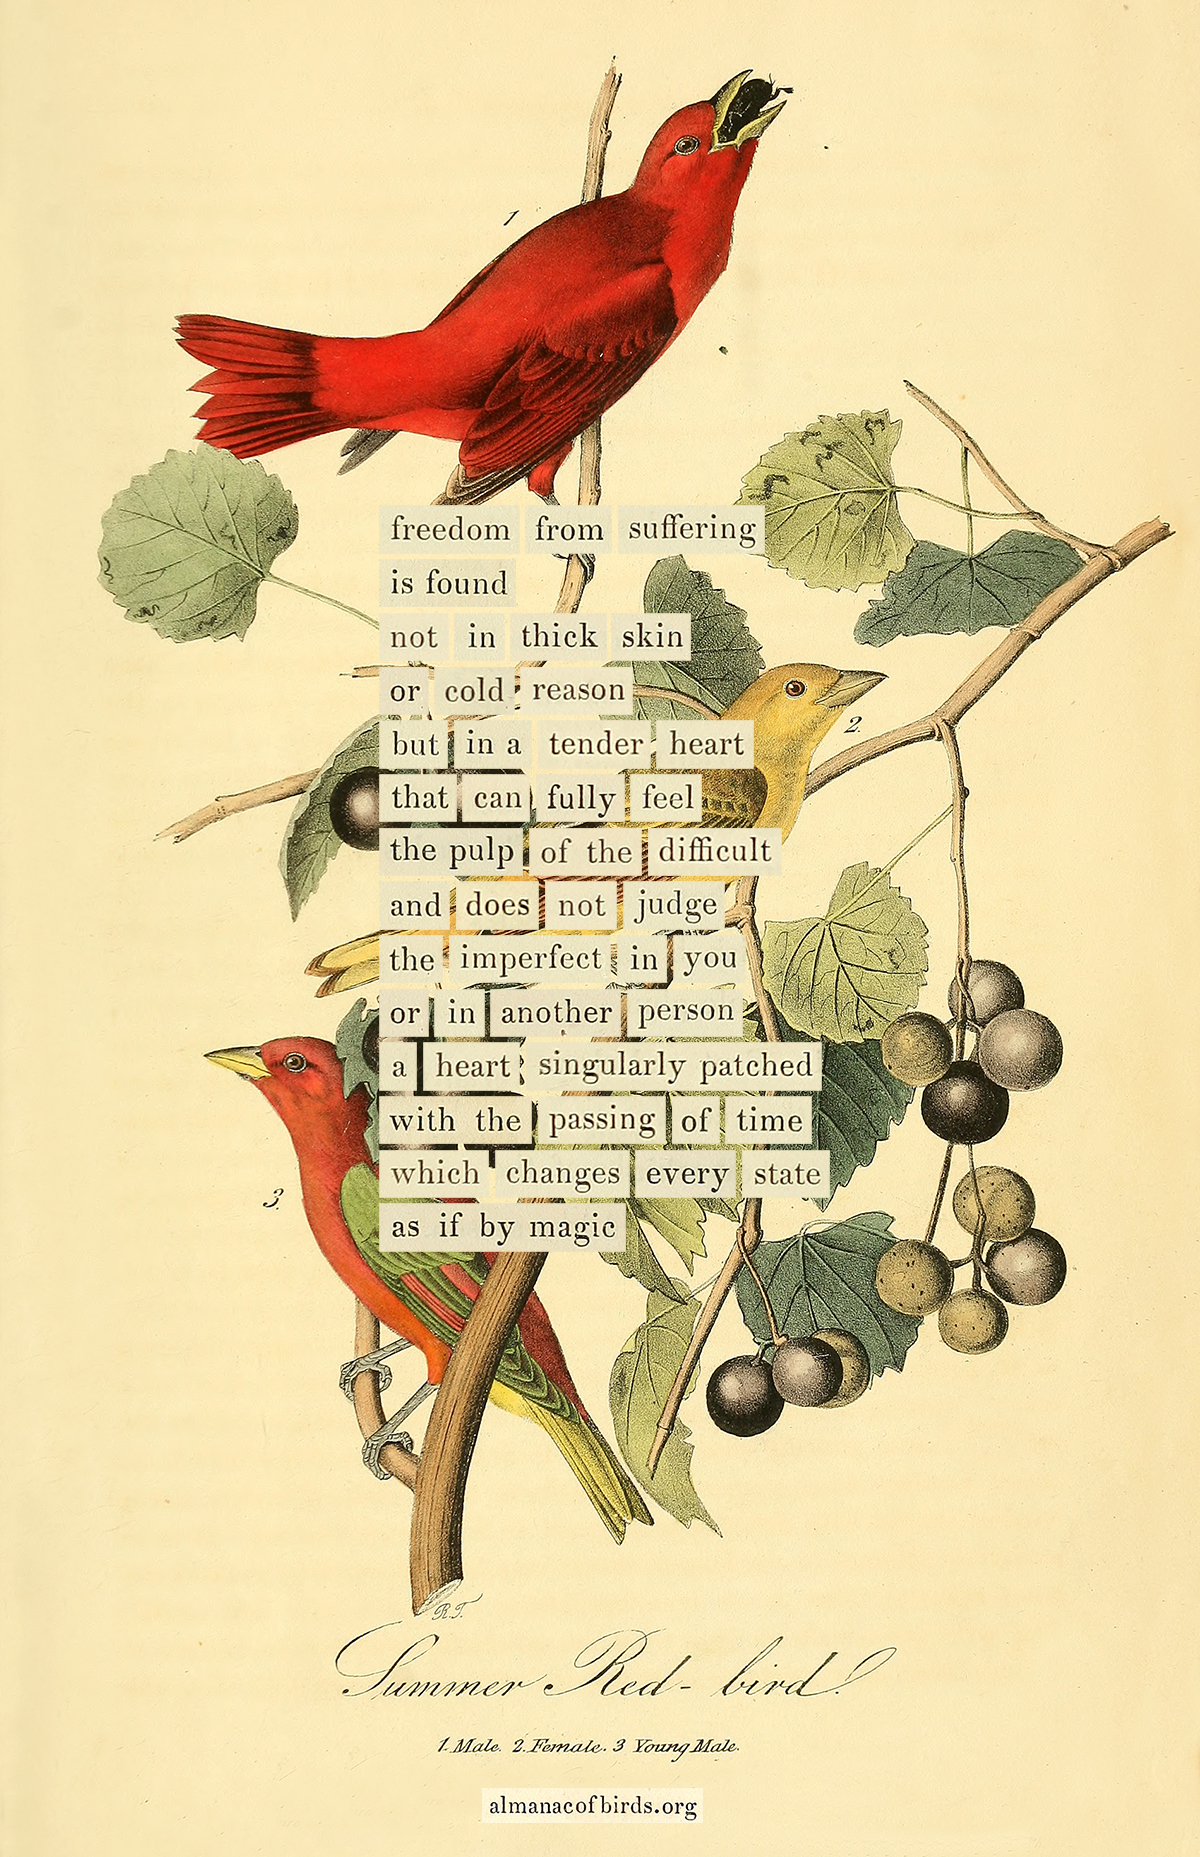 1
freedom from suffering
is found
not in thick skin
or cold reason
2.
but in a tender heart
that can fully feel
the pulp of the difficult
and does not judge
the imperfect in you
or in another person
a heart singularly patched
with the passing of time
which changes every state
3.
as if by magic
R.T.
Summer Red-bird.
1. Male. 2. Female. 3 Young Male.
almanacofbirds.org